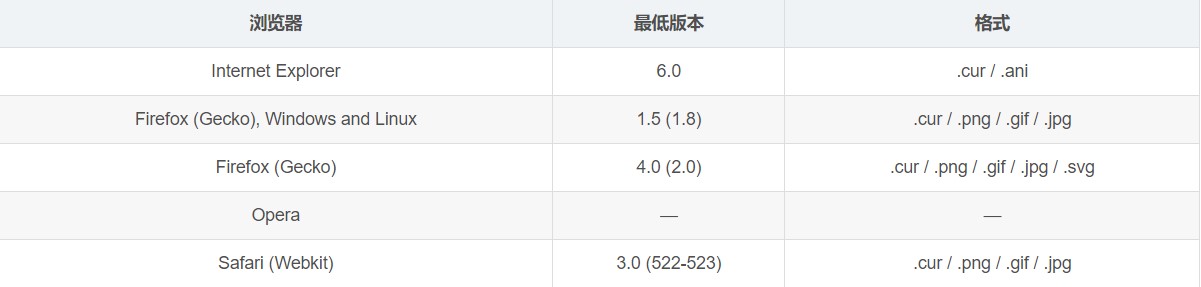 浏览器 最低版本 格式
Internet Explorer 6.0 .cur / .ani
Firefox (Gecko), Windows and Linux 1.5 (1.8) .cur / .png / .gif / .jpg
Firefox (Gecko) 4.0 (2.0) .cur / .png / .gif / .jpg / .svg
Opera — —
Safari (Webkit) 3.0 (522-523) .cur / .png / .gif / .jpg